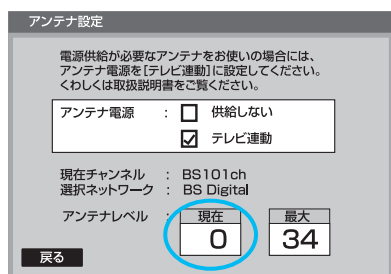 アンテナ設定
電源供給が必要なアンテナをお使いの場合には、
アンテナ電源を[テレビ連動]に設定してください。
くわしくは取扱説明書をご覧ください。
アンテナ電源 : 供給しない
テレビ連動
現在チャンネル : BS101ch
選択ネットワーク : BS Digital
アンテナレベル : 現在 最大
0 34
戻る